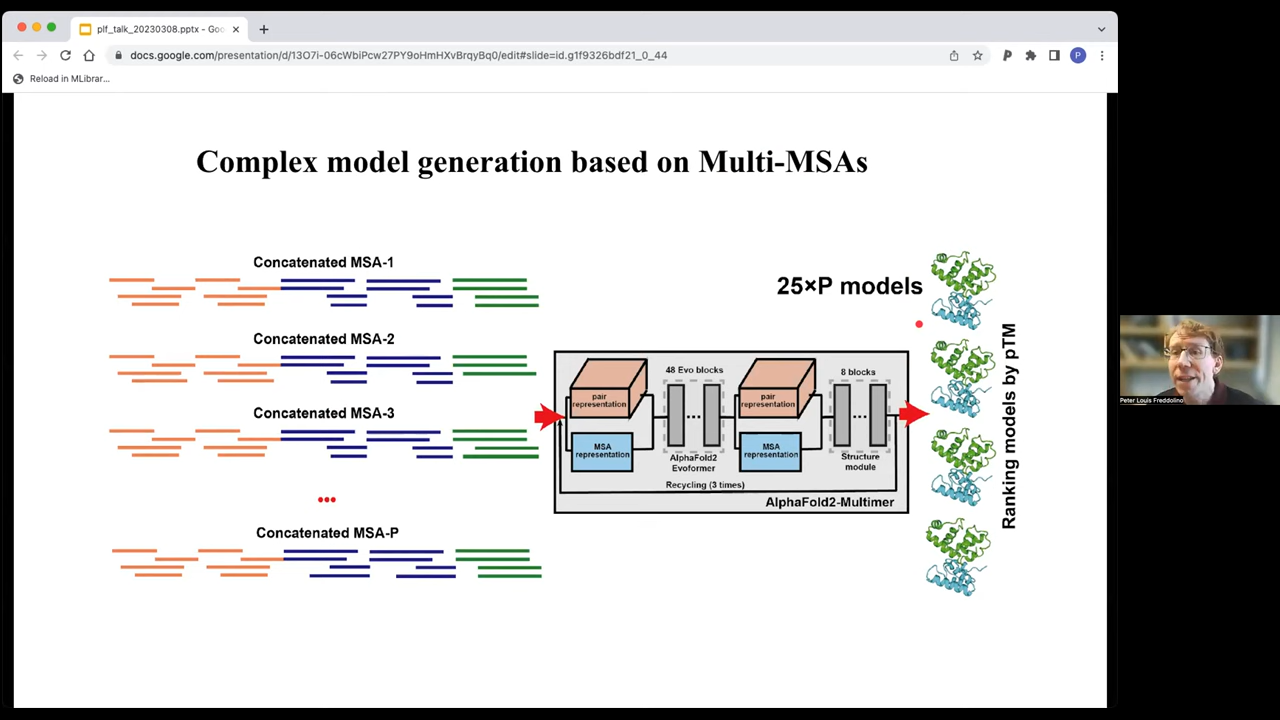 plf_talk_20230308.pptx - Goo
docs.google.com/presentation/d/13O7i-06cWbiPcw27PY9oHmHXvBrqyBq0/edit#slide=id.g1f9326bdf21_0_44
P
P
Reload in MLibrar...
Complex model generation based on Multi-MSAs
Concatenated MSA-1
Concatenated MSA-2
Concatenated MSA-3
Concatenated MSA-P
pair
representation
MSA
representation
48 Evo blocks
AlphaFold2
Evoformer
pair
representation
MSA
representation
8 blocks
Structure
module
Recycling (3 times)
AlphaFold2-Multimer
25×P models
Ranking models by pTM
Peter Louis Freddolino